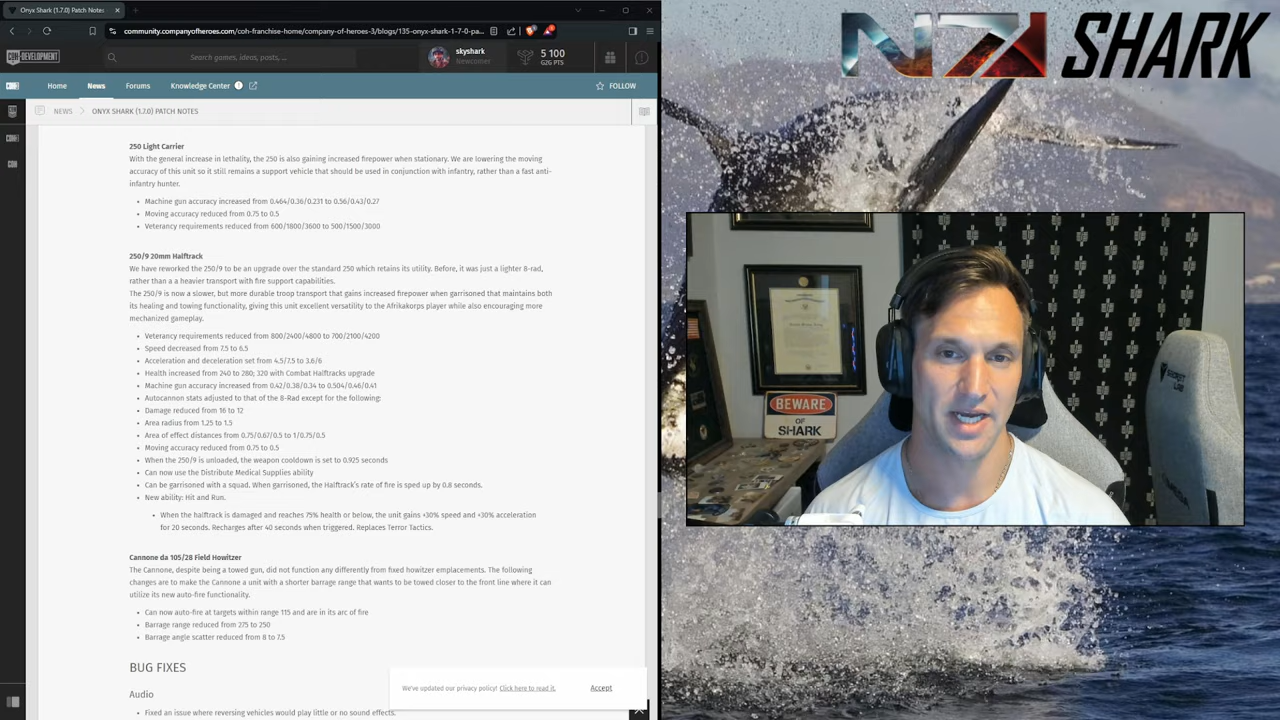 Onyx Shark (1.7.0) Patch Notes
community.companyofheroes.com/coh-franchise-home/company-of-heroes-3/blogs/135-onyx-shark-1-7-0-pa...
COH-DEVELOPMENT
Search games, ideas, posts, ...
skyshark
Newcomer
5 100
G2G PTS
Home
News
Forums
Knowledge Center
FOLLOW
NEWS
ONYX SHARK (1.7.0) PATCH NOTES
250 Light Carrier
With the general increase in lethality, the 250 is also gaining increased firepower when stationary. We are lowering the moving
accuracy of this unit so it still remains a support vehicle that should be used in conjunction with infantry, rather than a fast anti-
infantry hunter.
Machine gun accuracy increased from 0.464/0.36/0.231 to 0.56/0.43/0.27
Moving accuracy reduced from 0.75 to 0.5
Veterancy requirements reduced from 600/1800/3600 to 500/1500/3000
250/9 20mm Halftrack
We have reworked the 250/9 to be an upgrade over the standard 250 which retains its utility. Before, it was just a lighter 8-rad,
rather than a a heavier transport with fire support capabilities.
The 250/9 is now a slower, but more durable troop transport that gains increased firepower when garrisoned that maintains both
its healing and towing functionality, giving this unit excellent versatility to the Afrikakorps player while also encouraging more
mechanized gameplay.
Veterancy requirements reduced from 800/2400/4800 to 700/2100/4200
Speed decreased from 7.5 to 6.5
Acceleration and deceleration set from 4.5/7.5 to 3.6/6
Health increased from 240 to 280; 320 with Combat Halftracks upgrade
Machine gun accuracy increased from 0.42/0.38/0.34 to 0.504/0.46/0.41
Autocannon stats adjusted to that of the 8-Rad except for the following:
Damage reduced from 16 to 12
Area radius from 1.25 to 1.5
Area of effect distances from 0.75/0.67/0.5 to 1/0.75/0.5
Moving accuracy reduced from 0.75 to 0.5
When the 250/9 is unloaded, the weapon cooldown is set to 0.925 seconds
Can now use the Distribute Medical Supplies ability
Can be garrisoned with a squad. When garrisoned, the Halftrack's rate of fire is sped up by 0.8 seconds.
New ability: Hit and Run.
When the halftrack is damaged and reaches 75% health or below, the unit gains +30% speed and +30% acceleration
for 20 seconds. Recharges after 40 seconds when triggered. Replaces Terror Tactics.
Cannone da 105/28 Field Howitzer
The Cannone, despite being a towed gun, did not function any differently from fixed howitzer emplacements. The following
changes are to make the Cannone a unit with a shorter barrage range that wants to be towed closer to the front line where it can
utilize its new auto-fire functionality.
Can now auto-fire at targets within range 115 and are in its arc of fire
Barrage range reduced from 275 to 250
Barrage angle scatter reduced from 8 to 7.5
BUG FIXES
We've updated our privacy policy! Click here to read it.
Accept
Audio
Fixed an issue where reversing vehicles would play little or no sound effects.
N7X SHARK
BEWARE
OF
SHARK
SECRET LAB